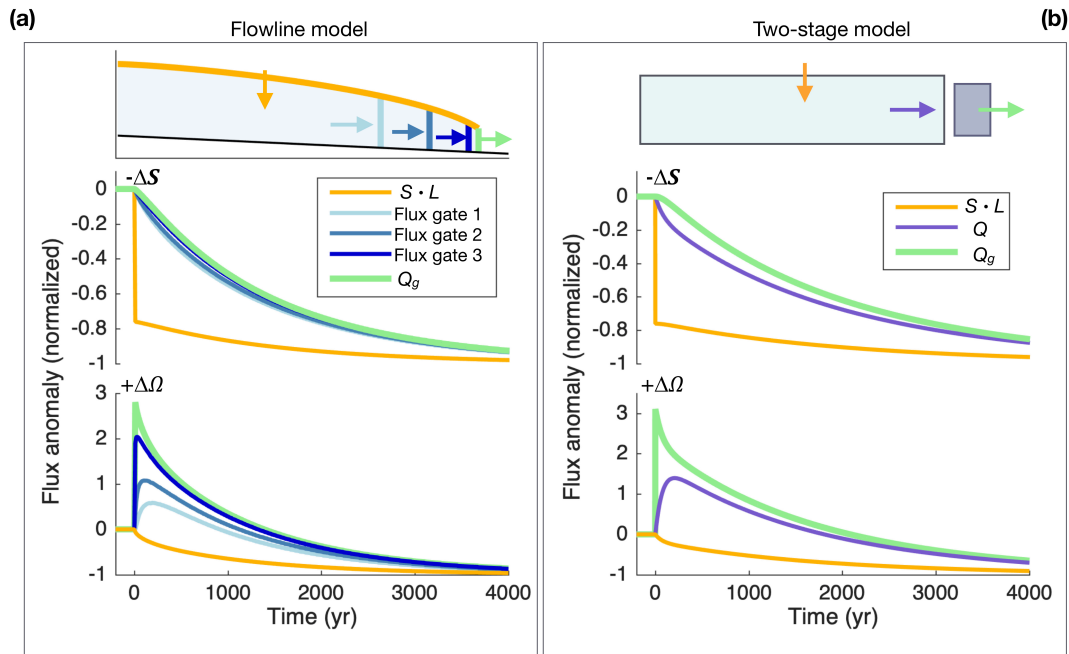 (a)
Flowline model
-ΔS
0
-0.2
-0.4
-0.6
-0.8
-1
S • L
Flux gate 1
Flux gate 2
Flux gate 3
Qg
Flux anomaly (normalized)
+ΔΩ
3
2
1
0
-1
0 1000 2000 3000 4000
Time (yr)
(b)
Two-stage model
-ΔS
0
-0.2
-0.4
-0.6
-0.8
-1
S • L
Q
Qg
Flux anomaly (normalized)
+ΔΩ
3
2
1
0
-1
0 1000 2000 3000 4000
Time (yr)